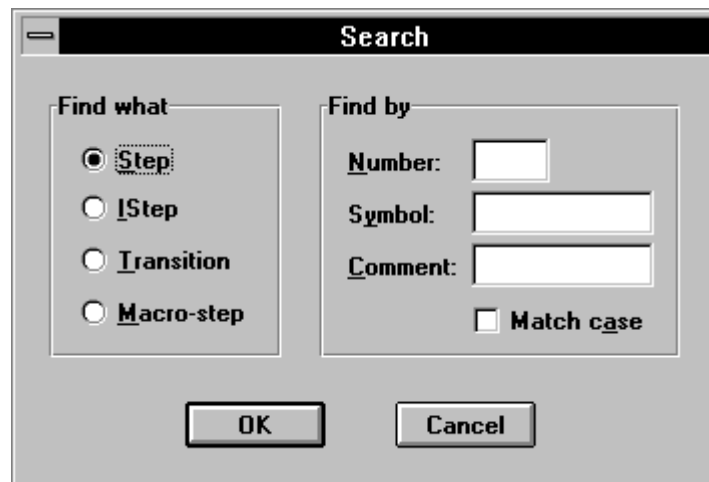 Search
Find what
Step
IStep
Transition
Macro-step
Find by
Number:
Symbol:
Comment:
Match case
OK
Cancel